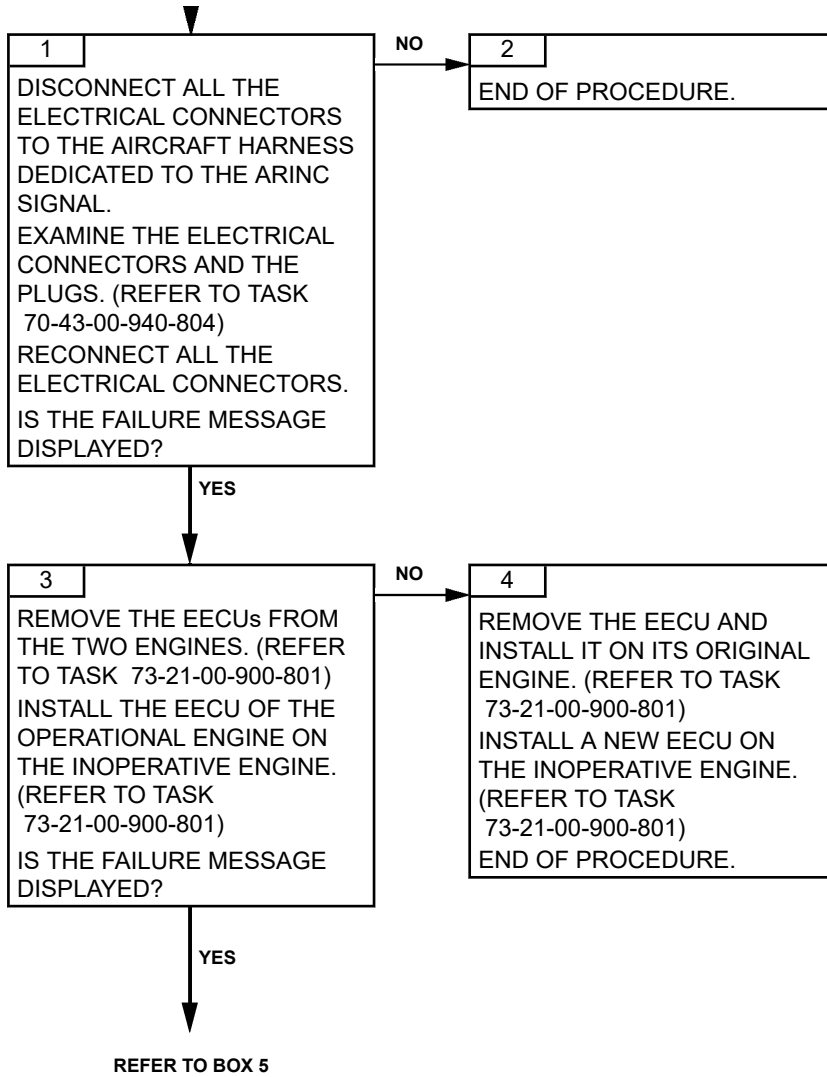 1
DISCONNECT ALL THE
ELECTRICAL CONNECTORS
TO THE AIRCRAFT HARNESS
DEDICATED TO THE ARINC
SIGNAL.
EXAMINE THE ELECTRICAL
CONNECTORS AND THE
PLUGS. (REFER TO TASK
70-43-00-940-804)
RECONNECT ALL THE
ELECTRICAL CONNECTORS.
IS THE FAILURE MESSAGE
DISPLAYED?
NO
2
END OF PROCEDURE.
YES
3
REMOVE THE EECUs FROM
THE TWO ENGINES. (REFER
TO TASK 73-21-00-900-801)
INSTALL THE EECU OF THE
OPERATIONAL ENGINE ON
THE INOPERATIVE ENGINE.
(REFER TO TASK
73-21-00-900-801)
IS THE FAILURE MESSAGE
DISPLAYED?
NO
4
REMOVE THE EECU AND
INSTALL IT ON ITS ORIGINAL
ENGINE. (REFER TO TASK
73-21-00-900-801)
INSTALL A NEW EECU ON
THE INOPERATIVE ENGINE.
(REFER TO TASK
73-21-00-900-801)
END OF PROCEDURE.
YES
REFER TO BOX 5